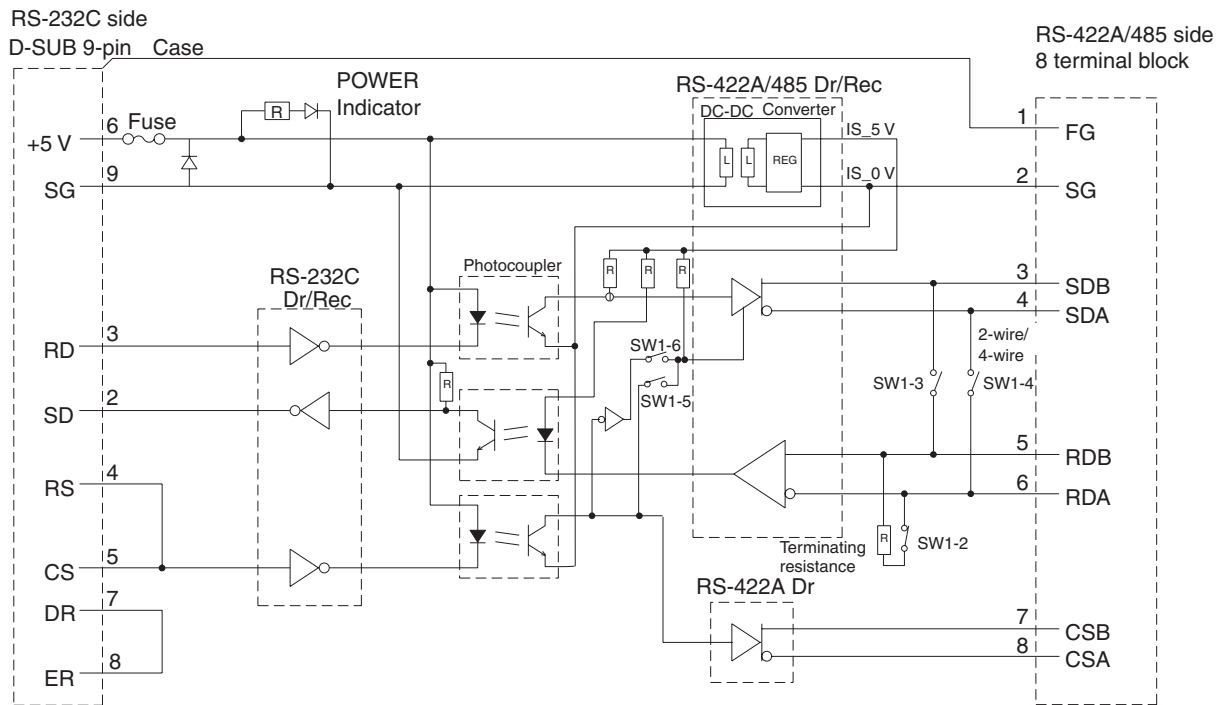 RS-232C side
D-SUB 9-pin Case
RS-422A/485 side
8 terminal block
POWER
Indicator
RS-422A/485 Dr/Rec
DC-DC Converter
R
6 Fuse
+5 V
9
SG
L
L
REG
IS_5 V
IS_0 V
1
FG
2
SG
Photocoupler
R
R
R
RS-232C
Dr/Rec
3
SDB
4
SDA
3
RD
2-wire/
4-wire
SW1-6
SW1-5
SW1-3
SW1-4
R
2
SD
5
RDB
4
RS
6
RDA
R
SW1-2
Terminating
resistance
5
CS
RS-422A Dr
7
DR
7
CSB
8
CSA
8
ER